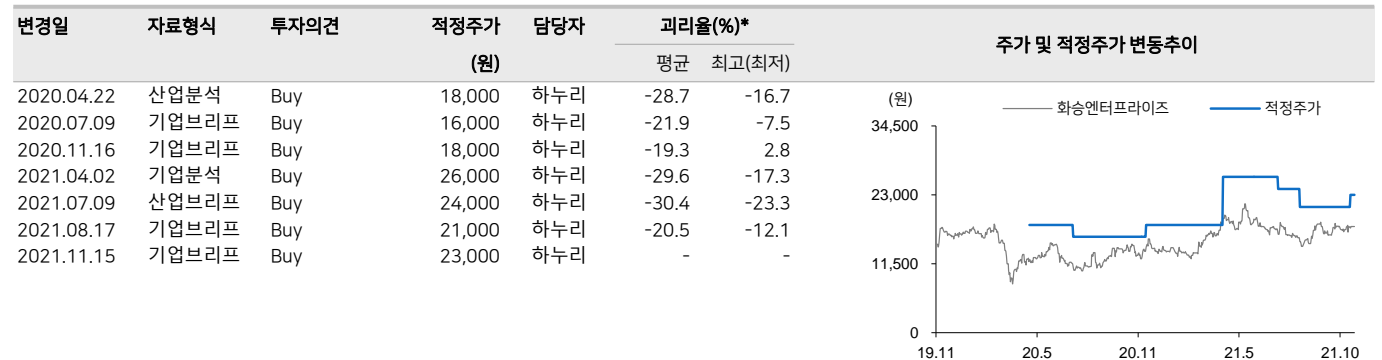 변경일 자료형식 투자의견 적정주가 담당자 괴리율(%)* 주가 및 적정주가 변동추이
(원) 평균 최고(최저)
2020.04.22 산업분석 Buy 18,000 하누리 -28.7 -16.7
2020.07.09 기업브리프 Buy 16,000 하누리 -21.9 -7.5
2020.11.16 기업브리프 Buy 18,000 하누리 -19.3 2.8
2021.04.02 기업분석 Buy 26,000 하누리 -29.6 -17.3
2021.07.09 산업브리프 Buy 24,000 하누리 -30.4 -23.3
2021.08.17 기업브리프 Buy 21,000 하누리 -20.5 -12.1
2021.11.15 기업브리프 Buy 23,000 하누리 - -
(원) 화승엔터프라이즈 적정주가
34,500
23,000
11,500
0
19.11 20.5 20.11 21.5 21.10